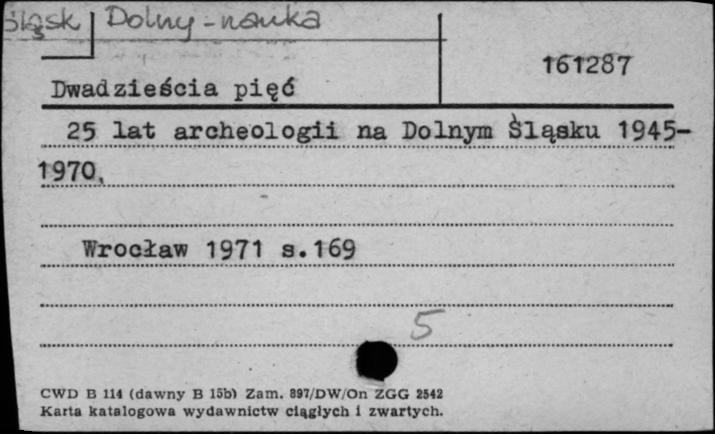 Śląsk Dolny - nauka
161287
Dwadzieścia pięć
25 lat archeologii na Dolnym Śląsku 1945-
1970,
Wrocław 1971 s.169
5
CWD B 114 (dawny B 15b) Zam. 897/DW/On ZGG 2542
Karta katalogowa wydawnictw ciągłych i zwartych.